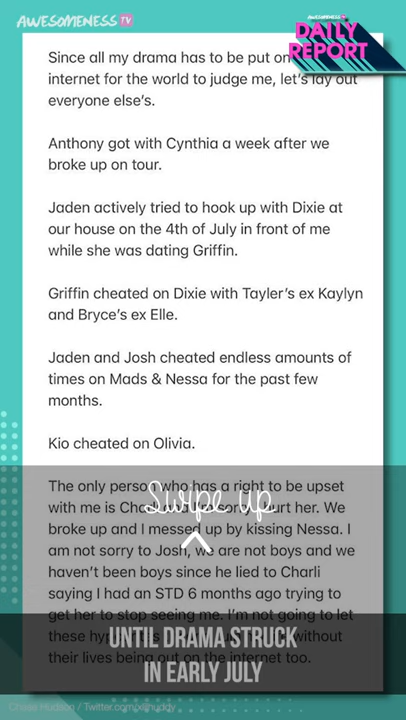 AWESOMENESS TV
AWESOMENESS
DAILY
REPORT
Since all my drama has to be put on
internet for the world to judge me, let's lay out
everyone else's.
Anthony got with Cynthia a week after we
broke up on tour.
Jaden actively tried to hook up with Dixie at
our house on the 4th of July in front of me
while she was dating Griffin.
Griffin cheated on Dixie with Tayler's ex Kaylyn
and Bryce's ex Elle.
Jaden and Josh cheated endless amounts of
times on Mads & Nessa for the past few
months.
Kio cheated on Olivia.
The only person who has a right to be upset
with me is Charli hurt her. We
broke up and I messed up by kissing Nessa. I
am not sorry to Josh, we are not boys and we
haven't been boys since he lied to Charli
saying I had an STD 6 months ago trying to
get her to stop seeing me. I'm not going to let
these without
their lives being out on the internet too.
Swipe Up
UNTIL DRAMA STRUCK
IN EARLY JULY
Chase Hudson / Twitter.com